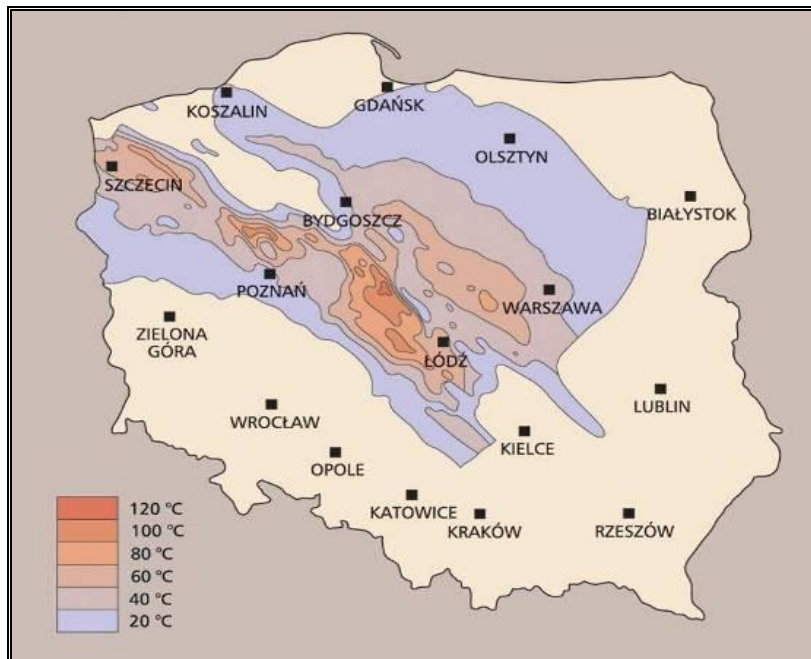 KOSZALIN
GDAŃSK
OLSZTYN
SZCZECIN
BYDGOSZCZ
BIAŁYSTOK
POZNAŃ
WARSZAWA
ZIELONA
GÓRA
ŁÓDŹ
WROCŁAW
LUBLIN
KIELCE
OPOLE
KATOWICE
KRAKÓW
RZESZÓW
120 °C
100 °C
80 °C
60 °C
40 °C
20 °C